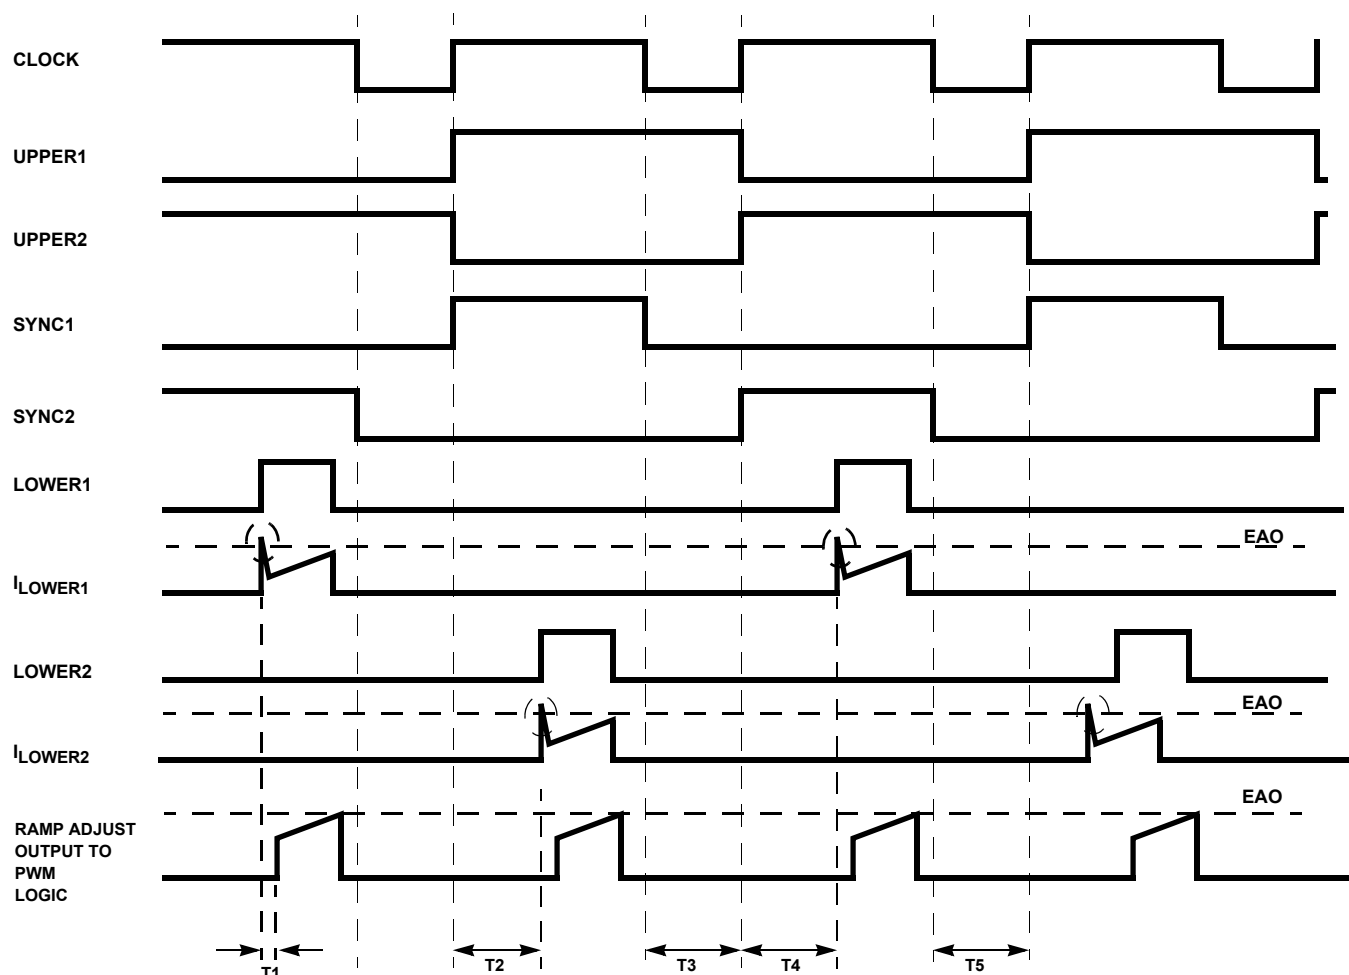 CLOCK
UPPER1
UPPER2
SYNC1
SYNC2
LOWER1
EAO
ILOWER1
LOWER2
EAO
ILOWER2
EAO
RAMP ADJUST
OUTPUT TO
PWM
LOGIC
T1
T2
T3
T4
T5